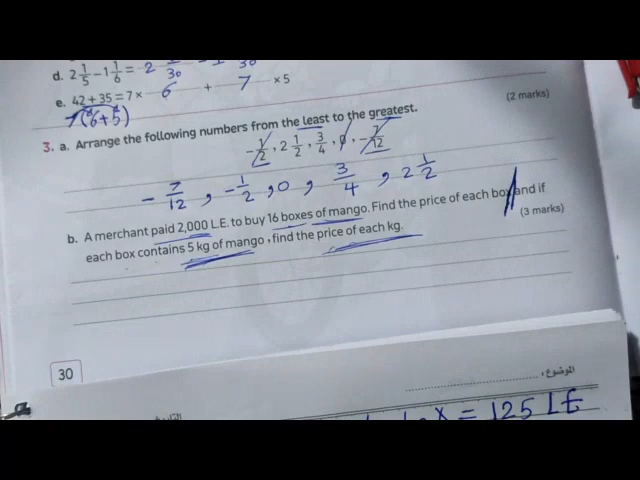 d. 2 1/5 − 1 1/6 = 2 /30 − 1 /30
e. 42 + 35 = 7 × 6 + 7 × 5
7(6+5)
(2 marks)
3. a. Arrange the following numbers from the least to the greatest.
− 1/2 , 2 1/2 , 3/4 , 0 , − 7/12
− 7/12 , − 1/2 , 0 , 3/4 , 2 1/2
b. A merchant paid 2,000 L.E. to buy 16 boxes of mango. Find the price of each box and if
each box contains 5 kg of mango , find the price of each kg.
(3 marks)
30
الموضوع :
= 125 LE